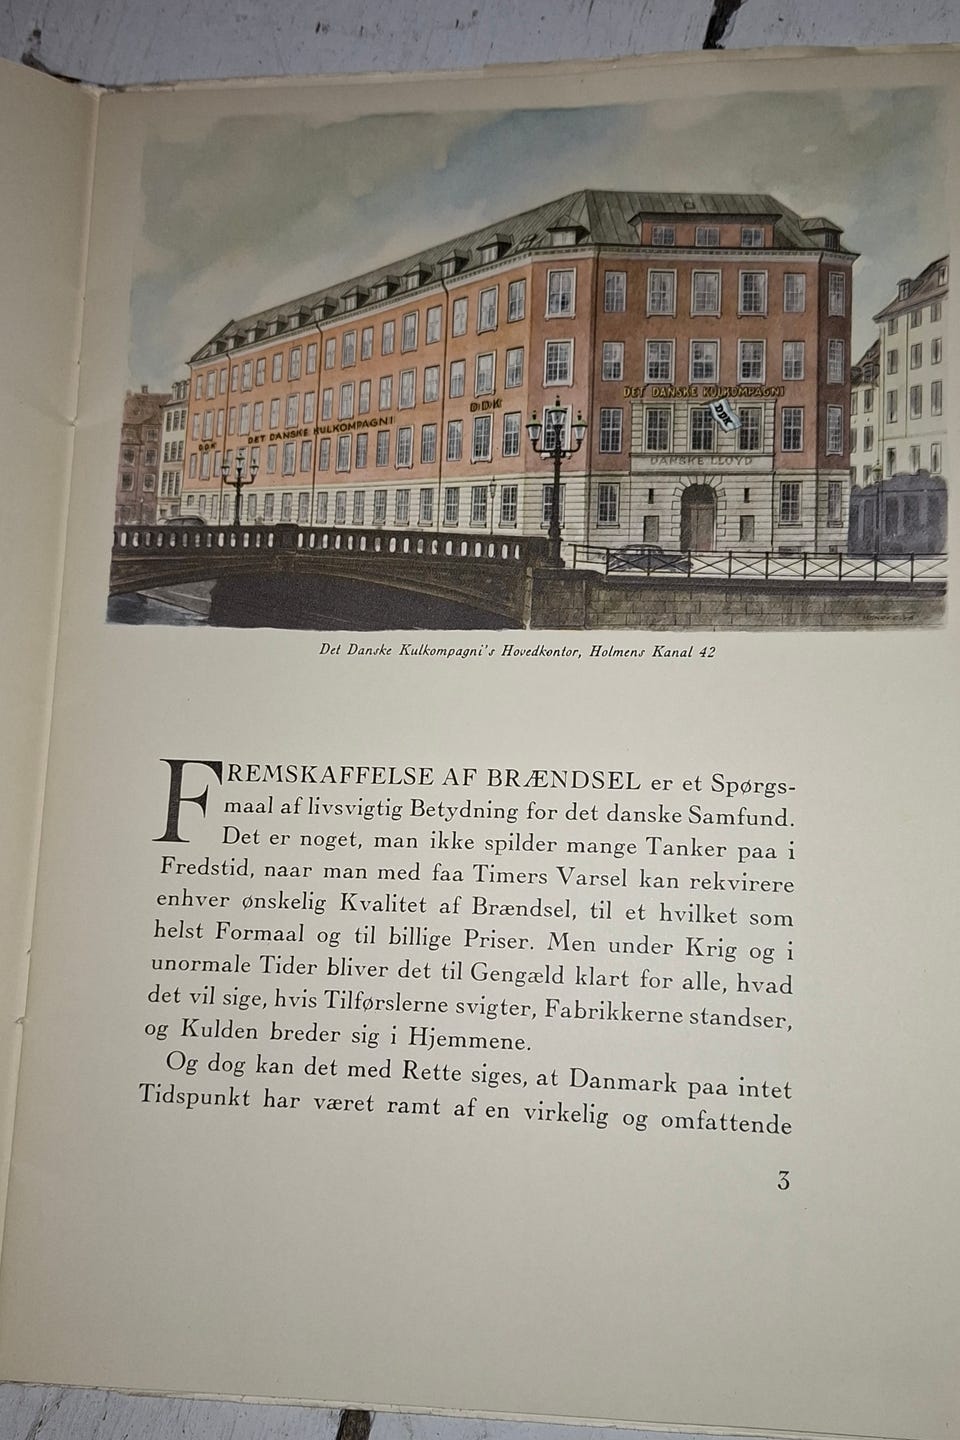 DET DANSKE KULKOMPAGNI
DDK
DANSKE LLOYD
DDK
DET DANSKE KULKOMPAGNI
DDK
Det Danske Kulkompagni's Hovedkontor, Holmens Kanal 42
FREMSKAFFELSE AF BRÆNDSEL er et Spørgs-
maal af livsvigtig Betydning for det danske Samfund.
Det er noget, man ikke spilder mange Tanker paa i
Fredstid, naar man med faa Timers Varsel kan rekvirere
enhver ønskelig Kvalitet af Brændsel, til et hvilket som
helst Formaal og til billige Priser. Men under Krig og i
unormale Tider bliver det til Gengæld klart for alle, hvad
det vil sige, hvis Tilførslerne svigter, Fabrikkerne standser,
og Kulden breder sig i Hjemmene.
Og dog kan det med Rette siges, at Danmark paa intet
Tidspunkt har været ramt af en virkelig og omfattende
3